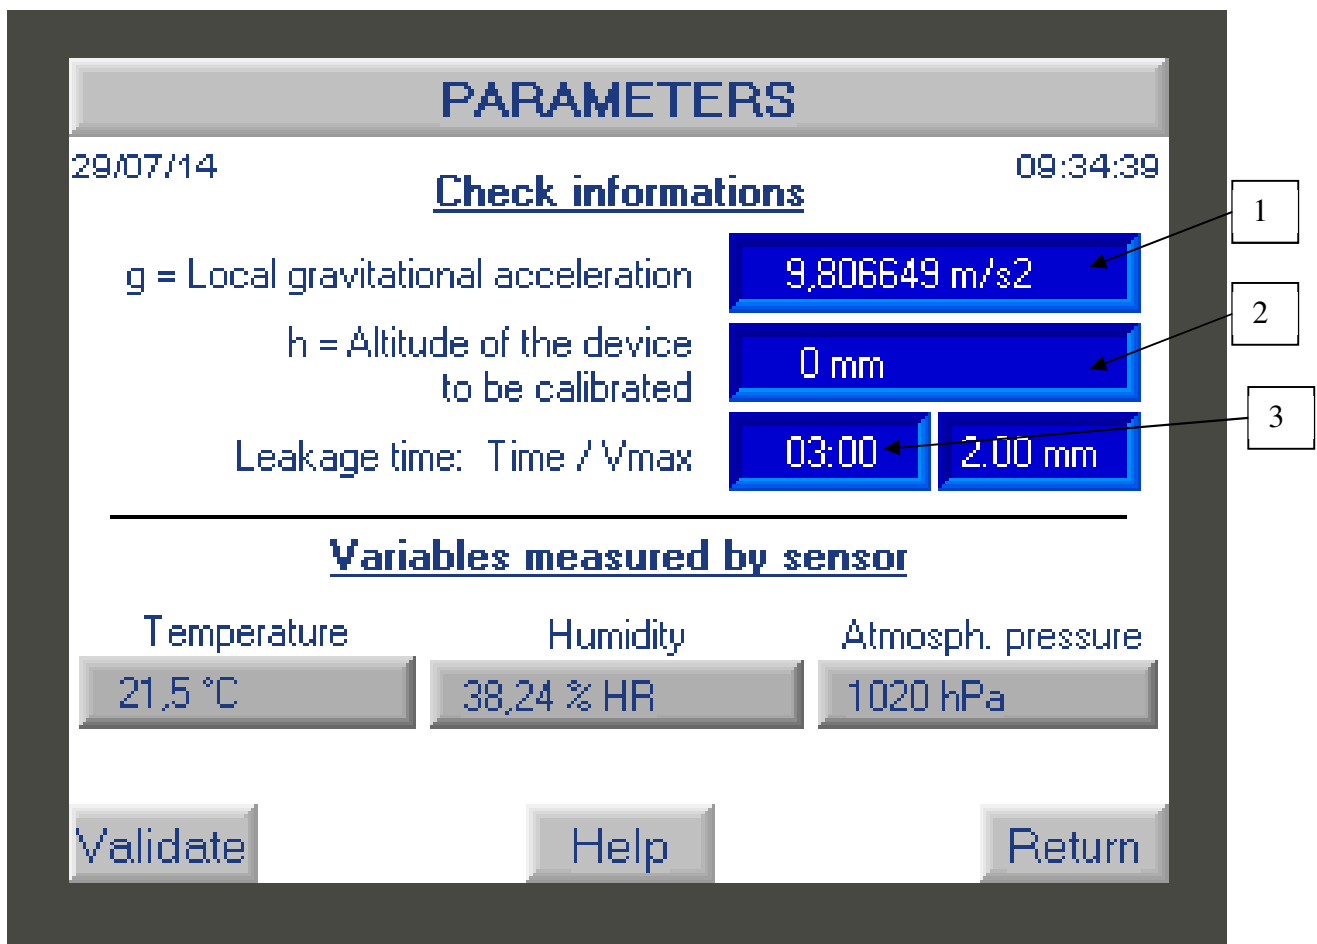 PARAMETERS
29/07/14
09:34:39
Check informations
1
g = Local gravitational acceleration
9,806649 m/s2
2
h = Altitude of the device
to be calibrated
0 mm
3
Leakage time: Time / Vmax
03:00
2.00 mm
Variables measured by sensor
Temperature
Humidity
Atmosph. pressure
21,5 °C
38,24 % HR
1020 hPa
Validate
Help
Return